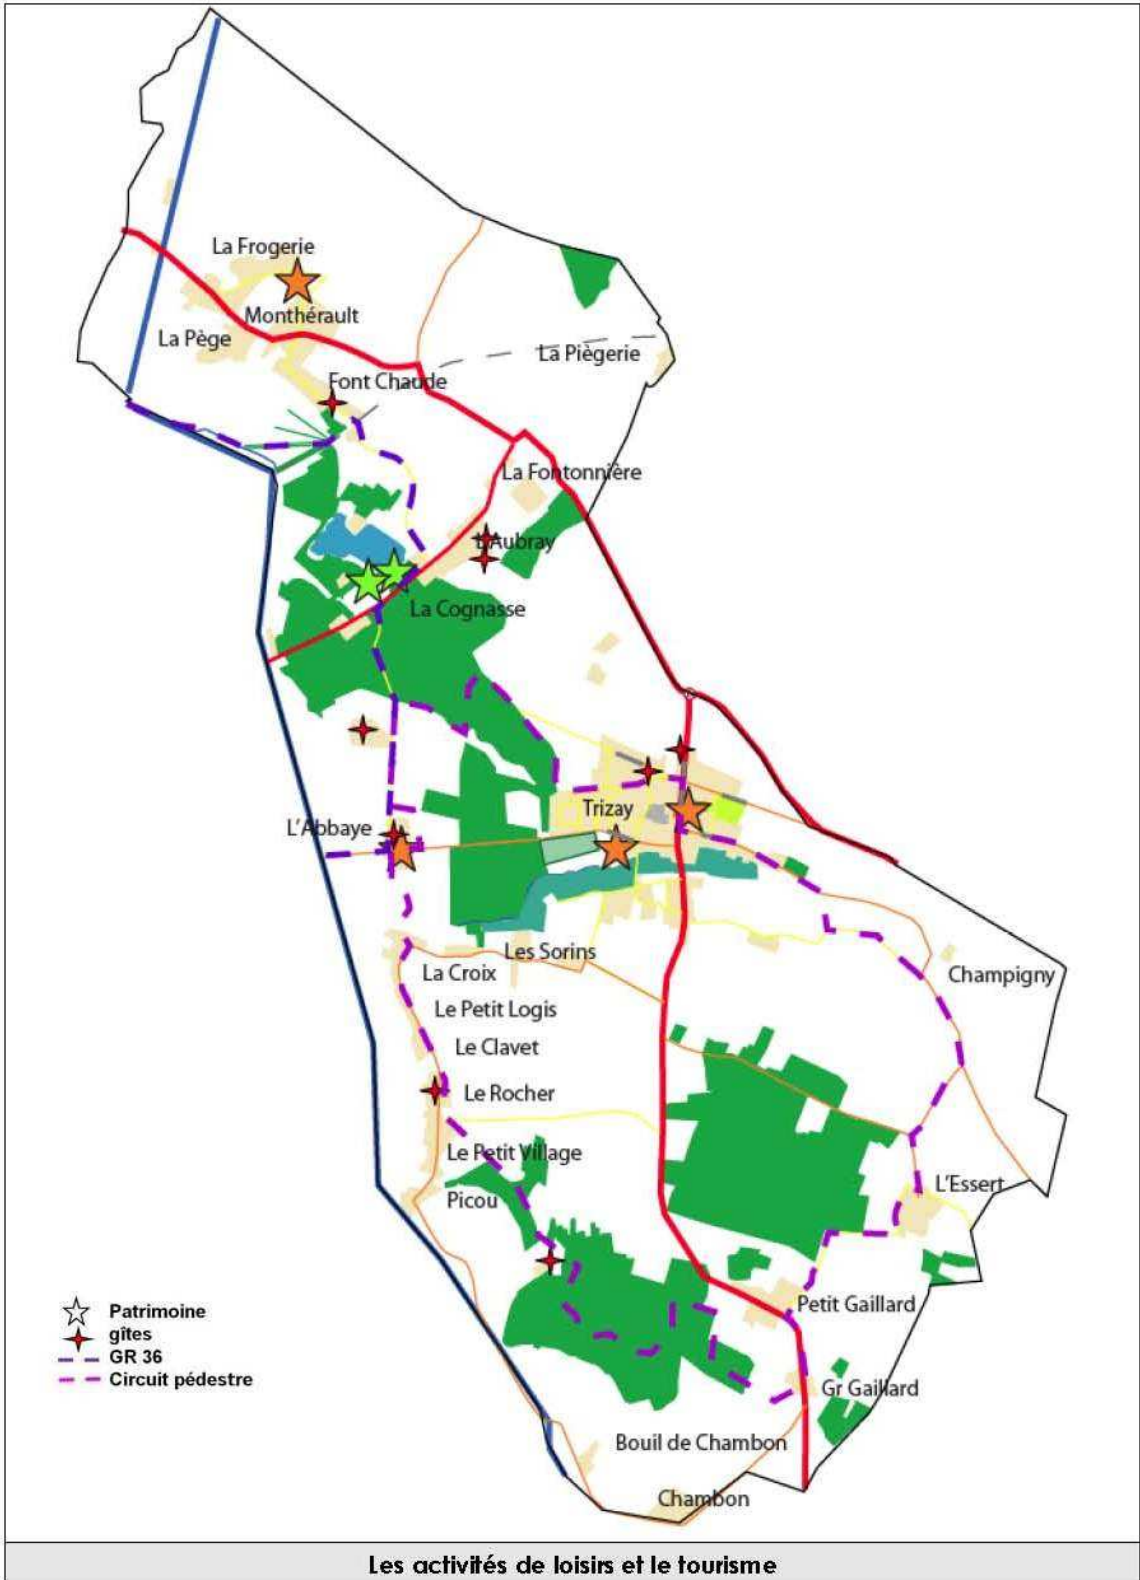 La Frogerie
Monthérault
La Pège
La Piègerie
Font Chaude
La Fontonnière
L'Aubray
La Cognasse
Trizay
L'Abbaye
Les Sorins
La Croix
Champigny
Le Petit Logis
Le Clavet
Le Rocher
Le Petit Village
L'Essert
Picou
Petit Gaillard
Gr Gaillard
Bouil de Chambon
Chambon
Patrimoine
gîtes
GR 36
Circuit pédestre
Les activités de loisirs et le tourisme